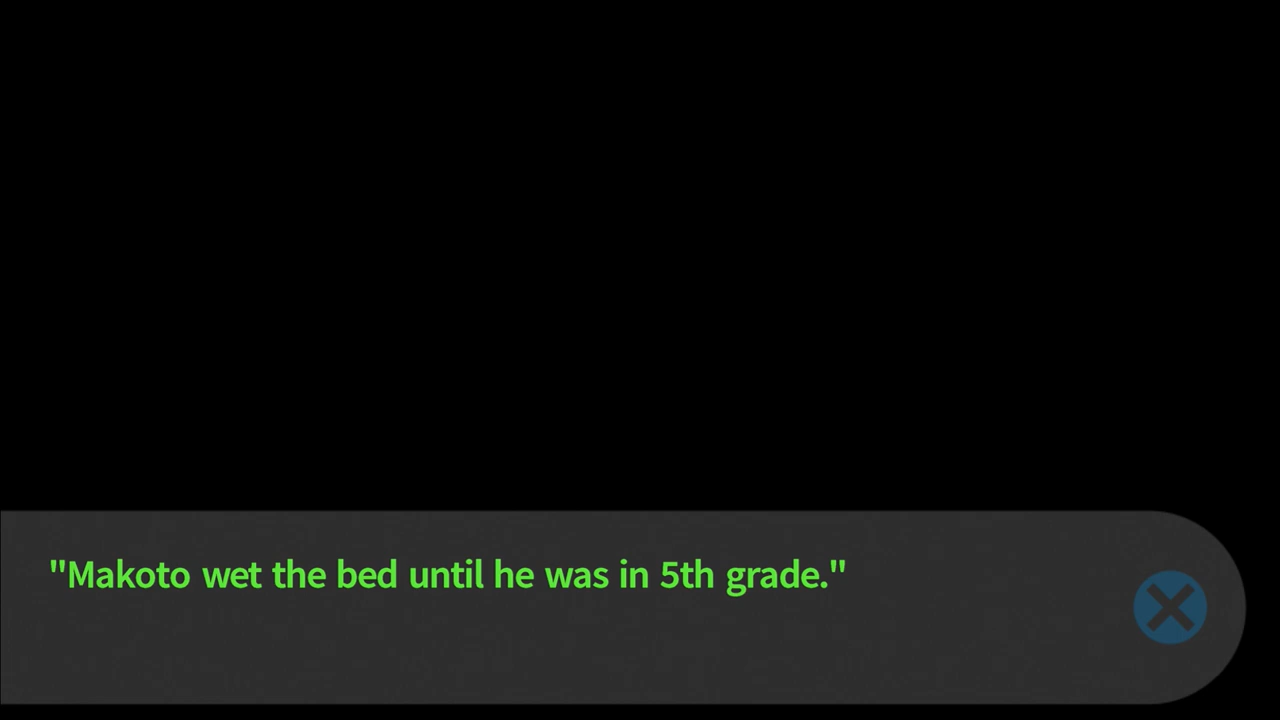 "Makoto wet the bed until he was in 5th grade."